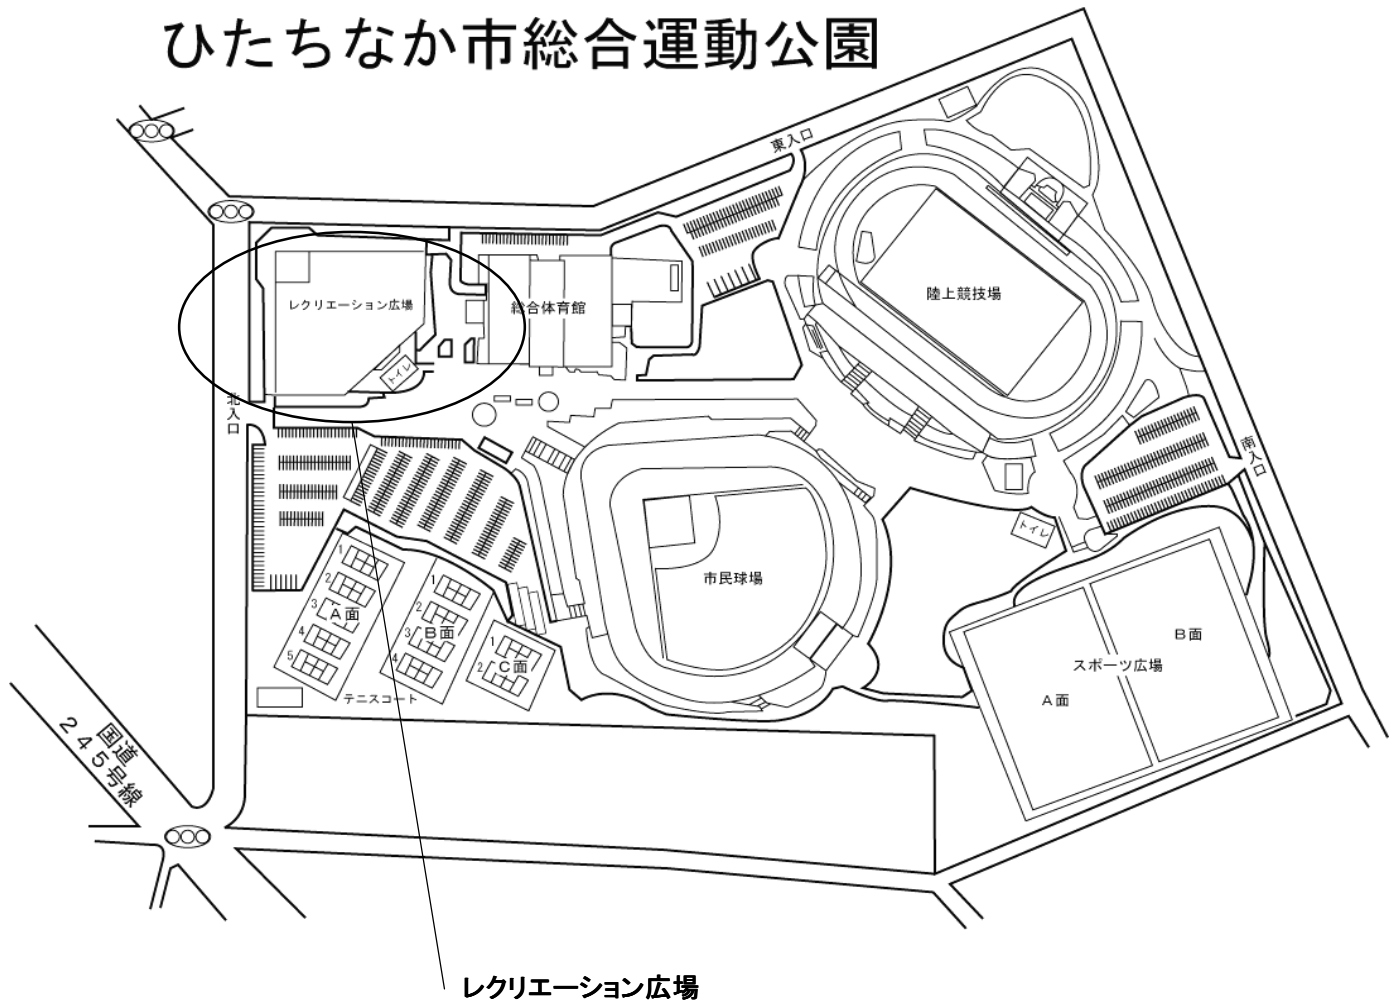 ひたちなか市総合運動公園
東入口
レクリエーション広場
総合体育館
陸上競技場
トイレ
北入口
南入口
トイレ
市民球場
1
2
3
4
5
A面
1
2
3
4
B面
1
2
C面
テニスコート
スポーツ広場
A面
B面
国道
245号線
レクリエーション広場